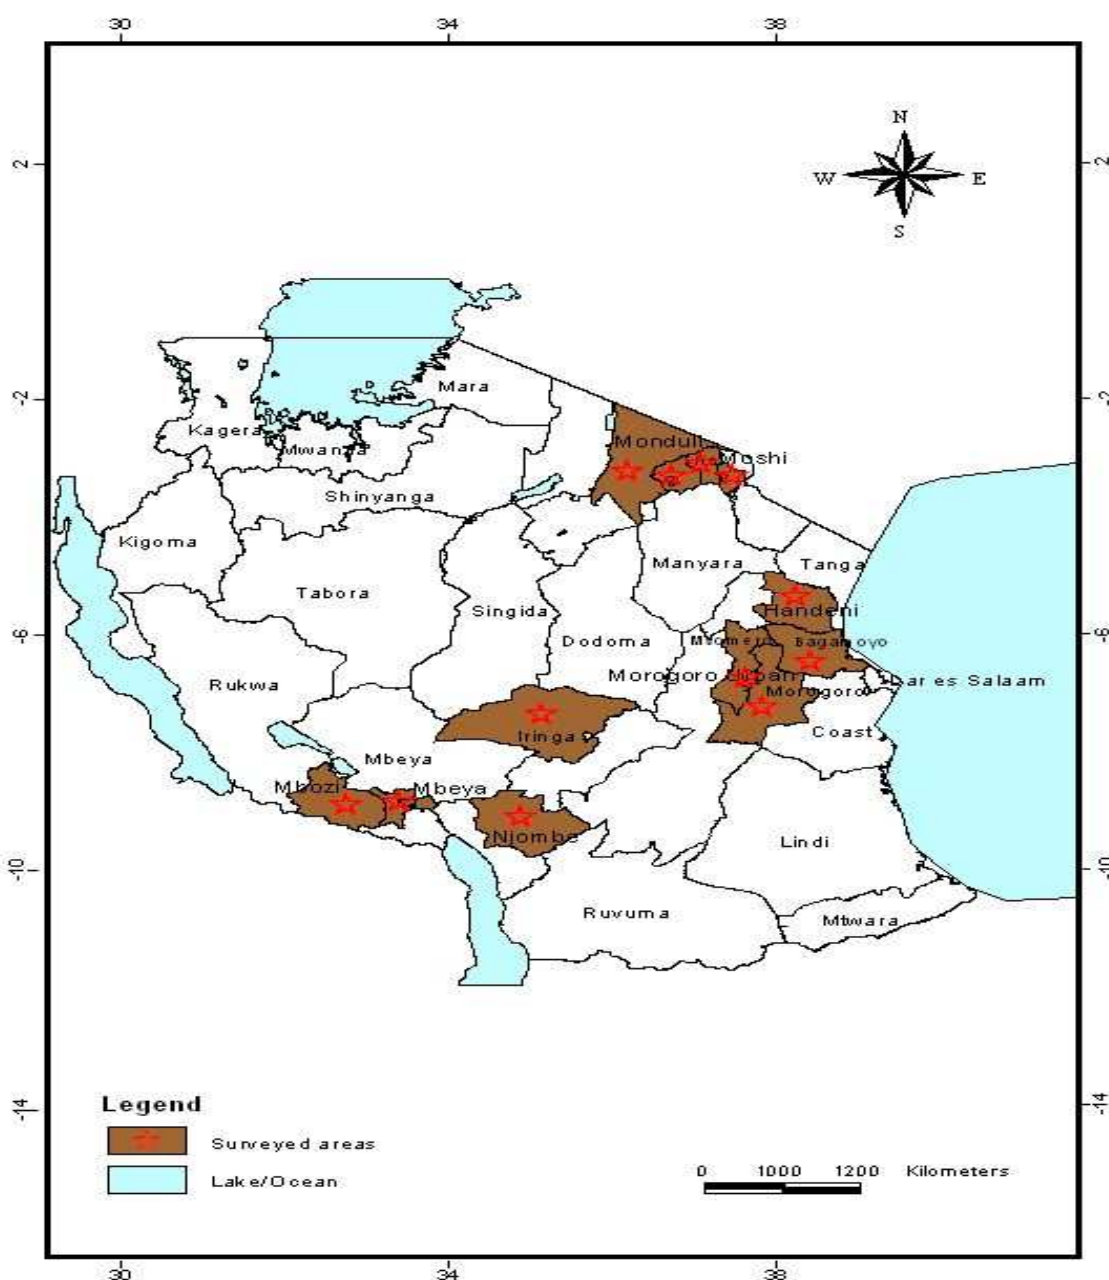 30 34 38
N
W E
S
2 2
-2 -2
-6 -6
-10 -10
-14 -14
Mara
Kagera
Mwanza
Monduli
Moshi
Shinyanga
Kigoma
Manyara
Tanga
Tabora
Singida
Handeni
Dodoma
Bagamoyo
Rukwa
Morogoro
Morogoro
Dar es Salaam
Iringa
Coast
Mbeya
Mbozi
Mbeya
Njombe
Lindi
Ruvuma
Mtwara
Legend
Surveyed areas
Lake/Ocean
0 1000 1200 Kilometers
30 34 38